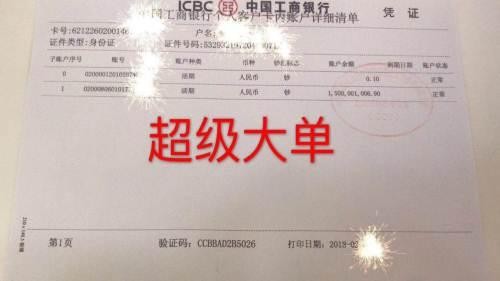 ICBC 中国工商银行 凭 证
中国工商银行个人客户卡内账户详细清单
卡号:621226020014
户名:
证件类型:身份证
证件号码:
子账户序号 账号 账户种类 币种 钞汇标志 账户余额 到期日期 账户状态
0 活期 人民币 钞 0.10 正常
1 活期 人民币 钞 1,500,901,006.90 正常
超级大单
第1页 验证码:CCBBAD2B5026 打印日期:2018-02